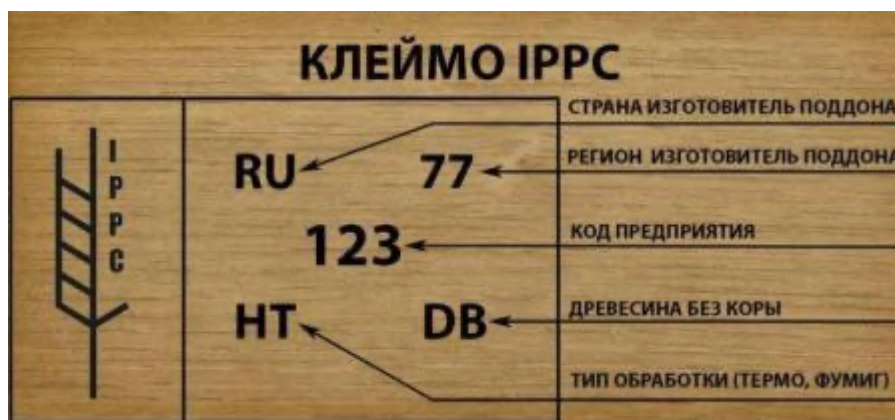 КЛЕЙМО IPPC
СТРАНА ИЗГОТОВИТЕЛЬ ПОДДОНА
IPPC
RU
77
РЕГИОН ИЗГОТОВИТЕЛЬ ПОДДОНА
123
КОД ПРЕДПРИЯТИЯ
HT
DB
ДРЕВЕСИНА БЕЗ КОРЫ
ТИП ОБРАБОТКИ (ТЕРМО, ФУМИГ)